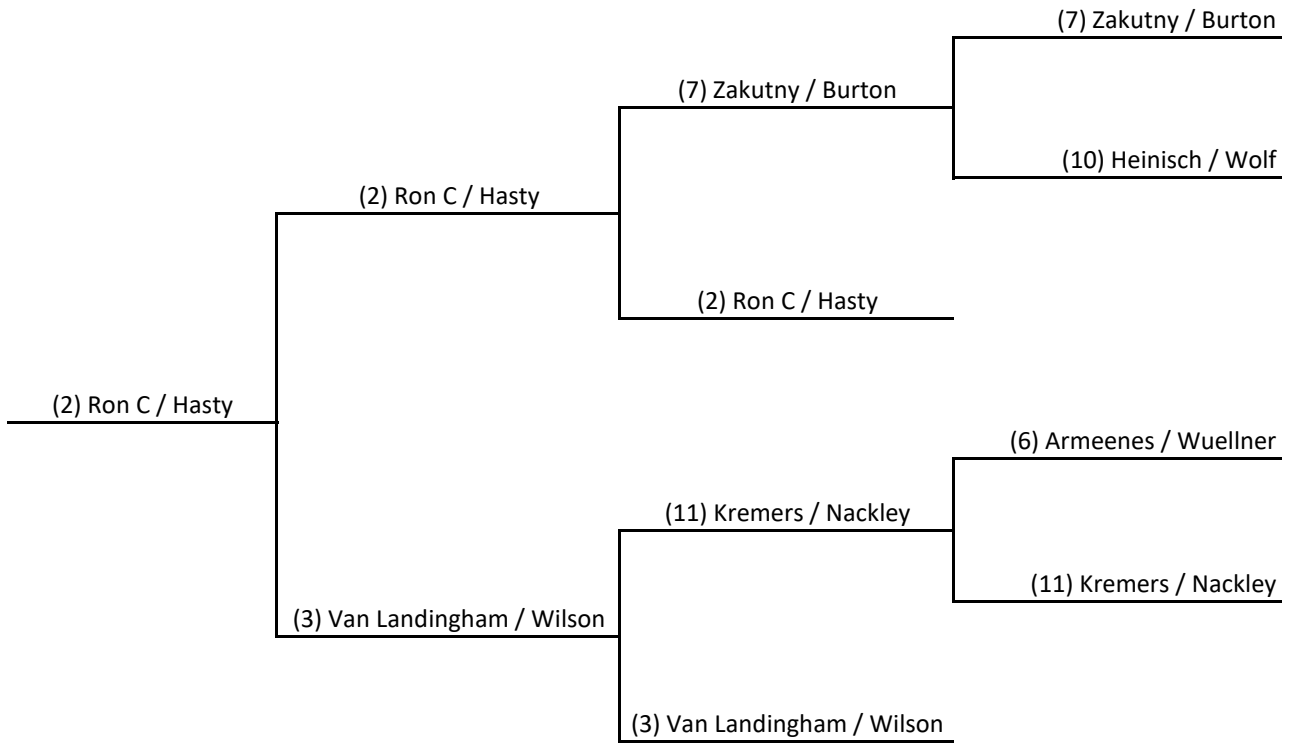 (7) Zakutny / Burton
(7) Zakutny / Burton
(10) Heinisch / Wolf
(2) Ron C / Hasty
(2) Ron C / Hasty
(2) Ron C / Hasty
(6) Armeenes / Wuellner
(11) Kremers / Nackley
(11) Kremers / Nackley
(3) Van Landingham / Wilson
(3) Van Landingham / Wilson